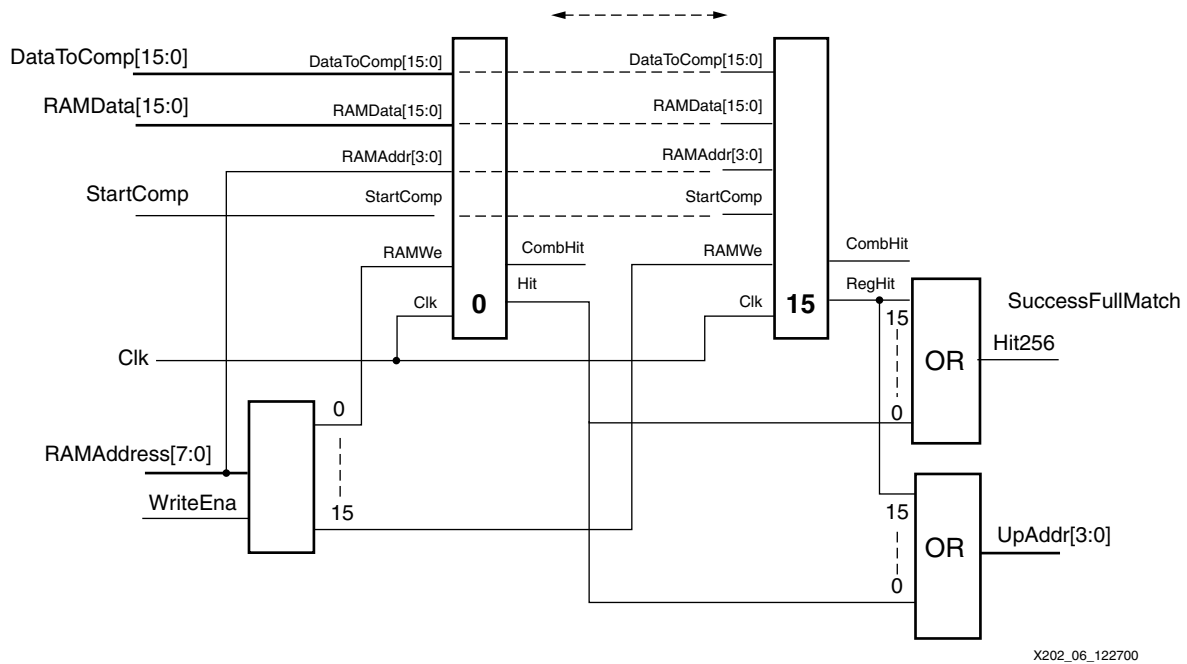 DataToComp[15:0]
DataToComp[15:0]
DataToComp[15:0]
RAMData[15:0]
RAMData[15:0]
RAMData[15:0]
RAMAddr[3:0]
RAMAddr[3:0]
StartComp
StartComp
StartComp
RAMWe
CombHit
RAMWe
CombHit
Hit
RegHit
Clk
0
Clk
15
SuccessFullMatch
15
Hit256
OR
Clk
0
0
RAMAddress[7:0]
WriteEna
15
15
OR
UpAddr[3:0]
0
X202_06_122700